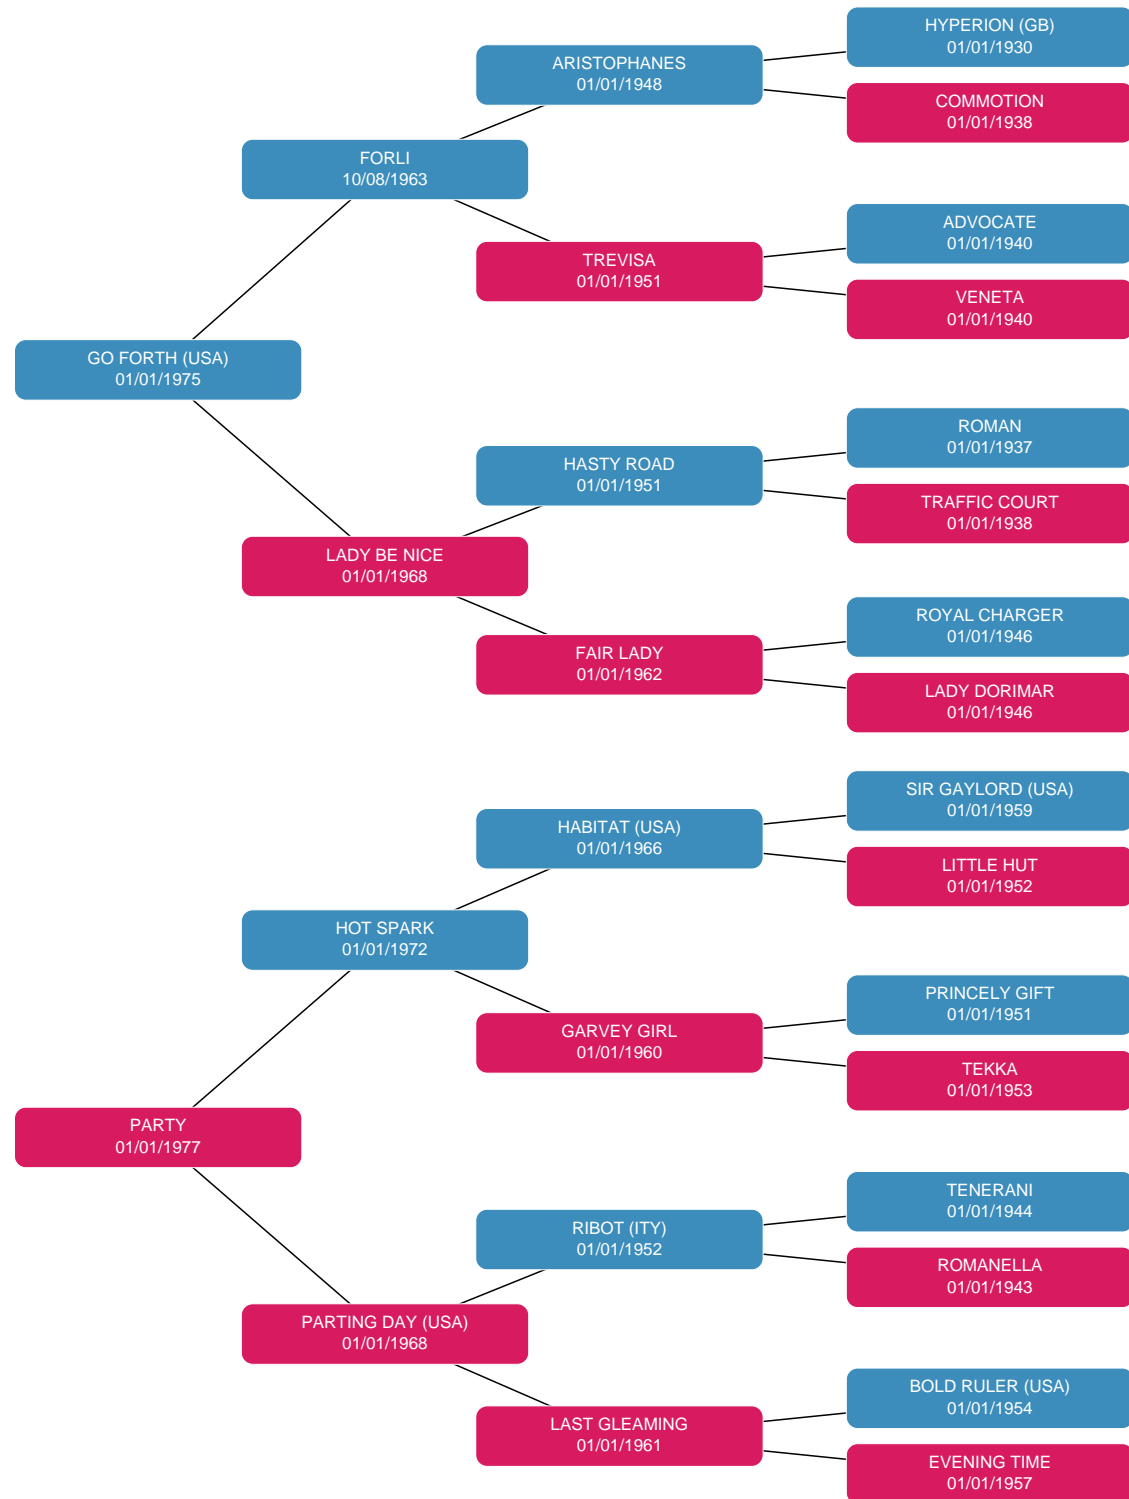 HYPERION (GB)
01/01/1930
ARISTOPHANES
01/01/1948
COMMOTION
01/01/1938
FORLI
10/08/1963
ADVOCATE
01/01/1940
TREVISA
01/01/1951
VENETA
01/01/1940
GO FORTH (USA)
01/01/1975
ROMAN
01/01/1937
HASTY ROAD
01/01/1951
TRAFFIC COURT
01/01/1938
LADY BE NICE
01/01/1968
ROYAL CHARGER
01/01/1946
FAIR LADY
01/01/1962
LADY DORIMAR
01/01/1946
SIR GAYLORD (USA)
01/01/1959
HABITAT (USA)
01/01/1966
LITTLE HUT
01/01/1952
HOT SPARK
01/01/1972
PRINCELY GIFT
01/01/1951
GARVEY GIRL
01/01/1960
TEKKA
01/01/1953
PARTY
01/01/1977
TENERANI
01/01/1944
RIBOT (ITY)
01/01/1952
ROMANELLA
01/01/1943
PARTING DAY (USA)
01/01/1968
BOLD RULER (USA)
01/01/1954
LAST GLEAMING
01/01/1961
EVENING TIME
01/01/1957